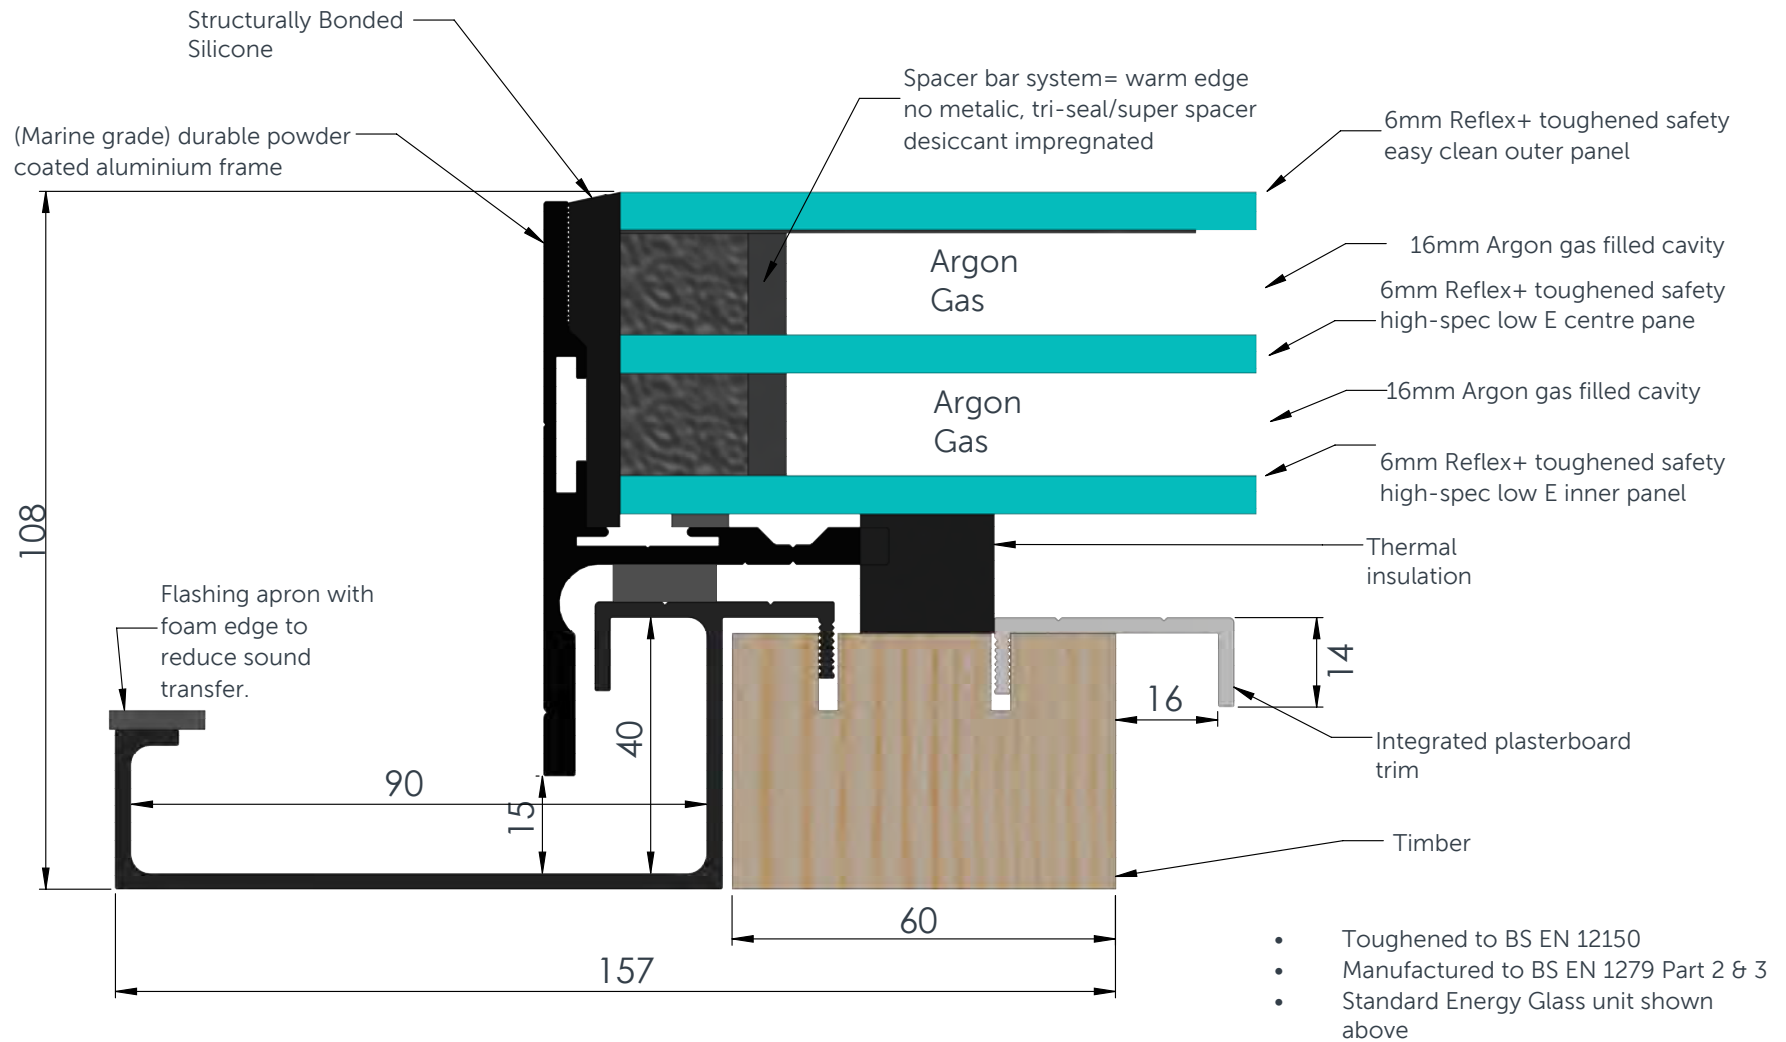 Structurally Bonded
Silicone
Spacer bar system= warm edge
no metalic, tri-seal/super spacer
desiccant impregnated
(Marine grade) durable powder
coated aluminium frame
6mm Reflex+ toughened safety
easy clean outer panel
Argon
Gas
16mm Argon gas filled cavity
6mm Reflex+ toughened safety
high-spec low E centre pane
Argon
Gas
16mm Argon gas filled cavity
6mm Reflex+ toughened safety
high-spec low E inner panel
108
Thermal
insulation
Flashing apron with
foam edge to
reduce sound
transfer.
14
16
40
Integrated plasterboard
trim
90
15
Timber
60
157
• Toughened to BS EN 12150
• Manufactured to BS EN 1279 Part 2 & 3
• Standard Energy Glass unit shown
above